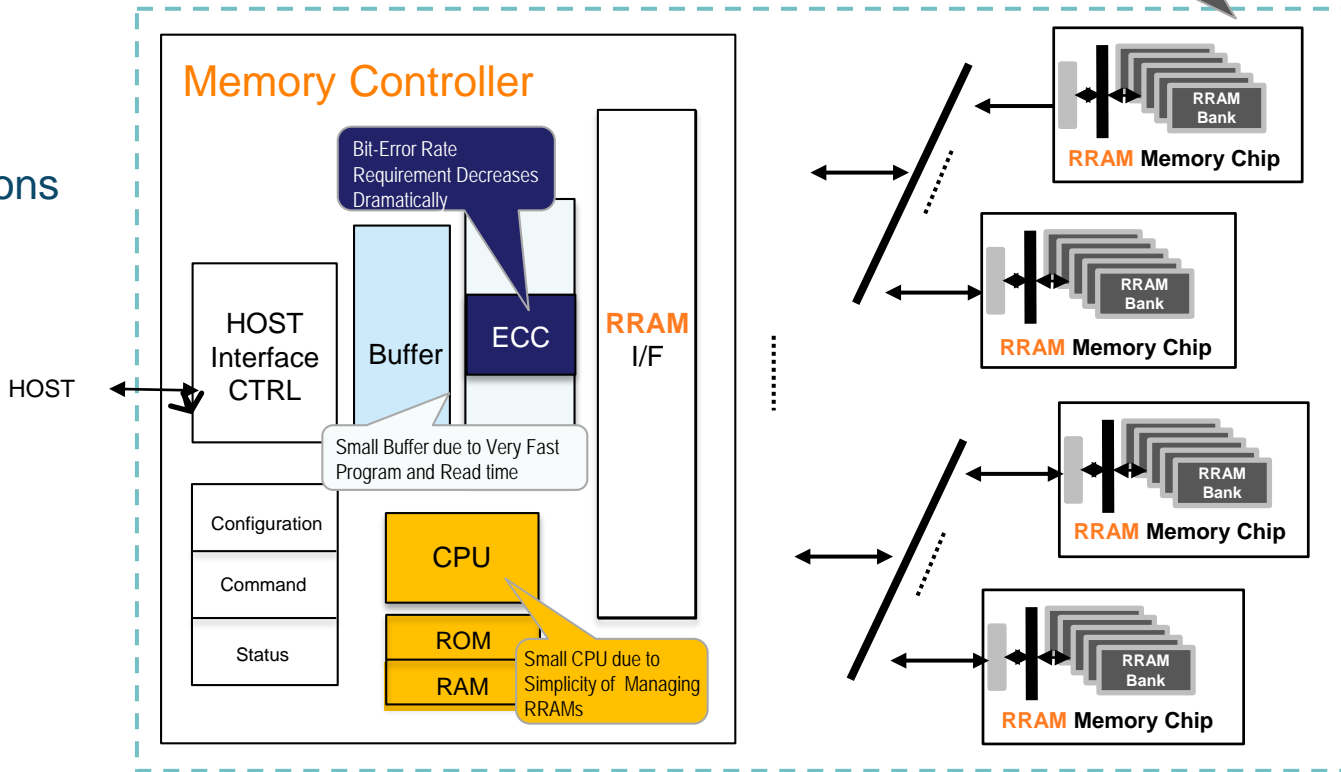 Memory Controller
Bit-Error Rate
Requirement Decreases
Dramatically
HOST
Interface
CTRL
Buffer
ECC
RRAM
I/F
HOST
Small Buffer due to Very Fast
Program and Read time
Configuration
Command
Status
CPU
ROM
RAM
Small CPU due to
Simplicity of Managing
RRAMs
RRAM
Bank
RRAM Memory Chip
RRAM
Bank
RRAM Memory Chip
RRAM
Bank
RRAM Memory Chip
RRAM
Bank
RRAM Memory Chip